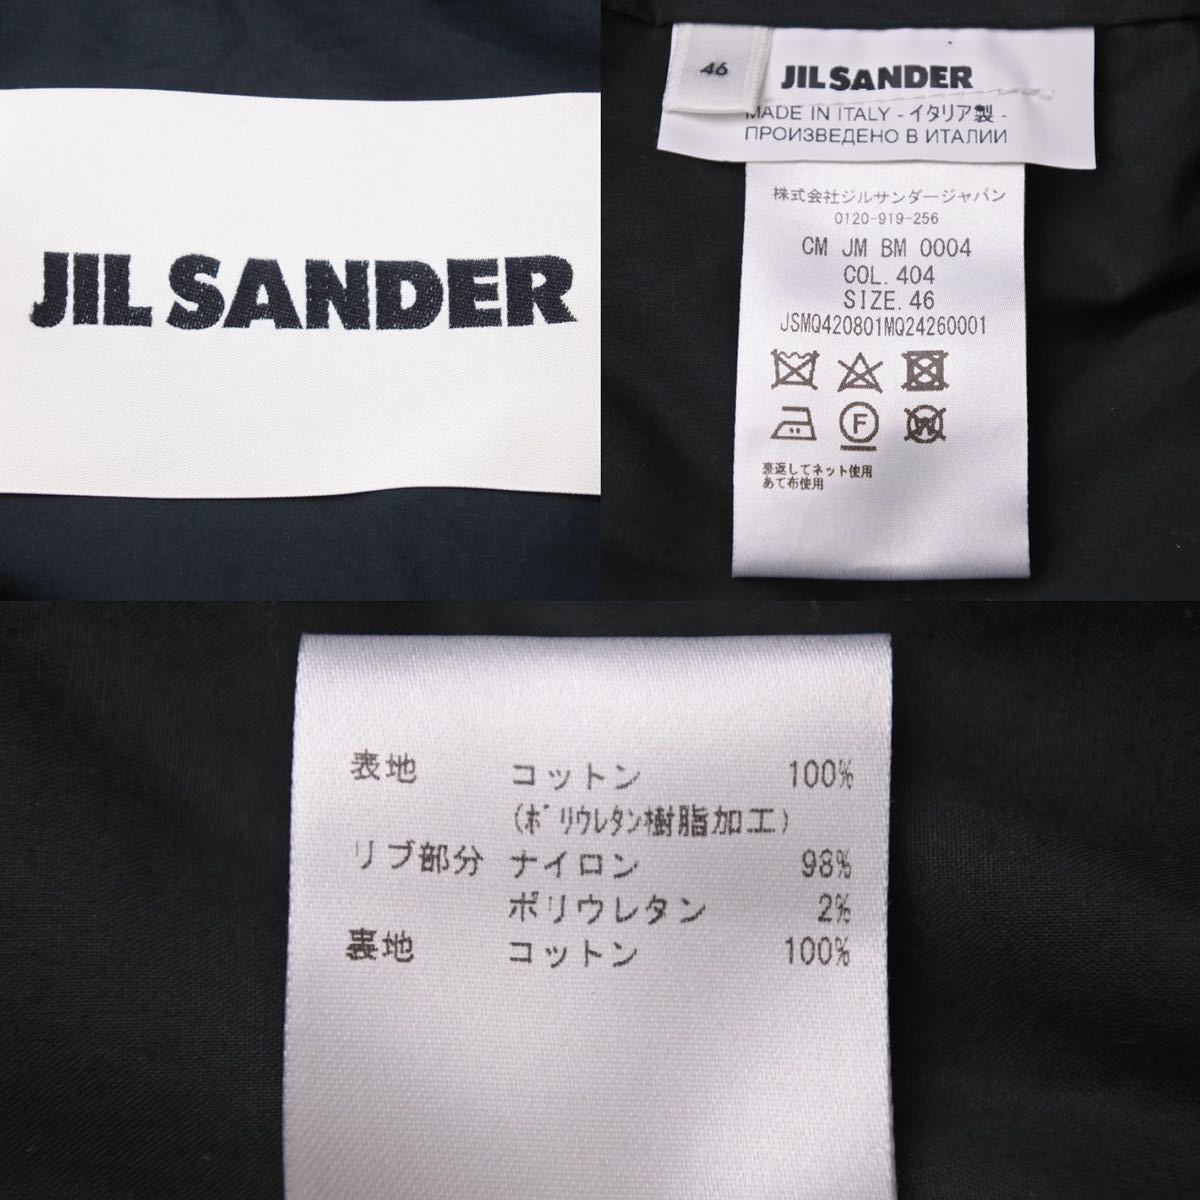 JIL SANDER
46
JIL SANDER
MADE IN ITALY - イタリア製 -
ПРОИЗВЕДЕНО В ИТАЛИИ
株式会社ジルサンダージャパン
0120-919-256
CM JM BM 0004
COL. 404
SIZE. 46
JSMQ420801MQ24260001
F
W
裏返してネット使用
あて布使用
表地 コットン 100%
(ポリウレタン樹脂加工)
リブ部分 ナイロン 98%
ポリウレタン 2%
裏地 コットン 100%